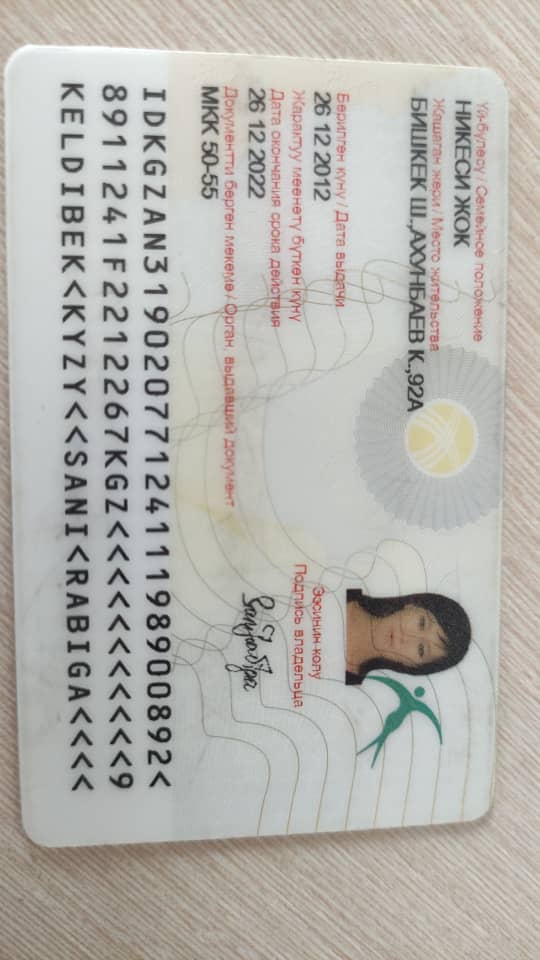 Үй-бүлөсү / Семейное положение
НИКЕСИ ЖОК
Жашаган жери / Место жительства
БИШКЕК Ш.,АХУНБАЕВ К.,92А
Берилген күнү / Дата выдачи
26 12 2012
Жарактуу мөөнөтү бүткөн күнү
Дата окончания срока действия
26 12 2022
Документти берген мекеме / Орган, выдавший документ
МКК 50-55
Ээсинин колу
Подпись владельца
IDKGZAN3190207712411198900892<
8911241F2212267KGZ<<<<<<<<<<<9
KELDIBEK<KYZY<<SANI<RABIGA<<<<